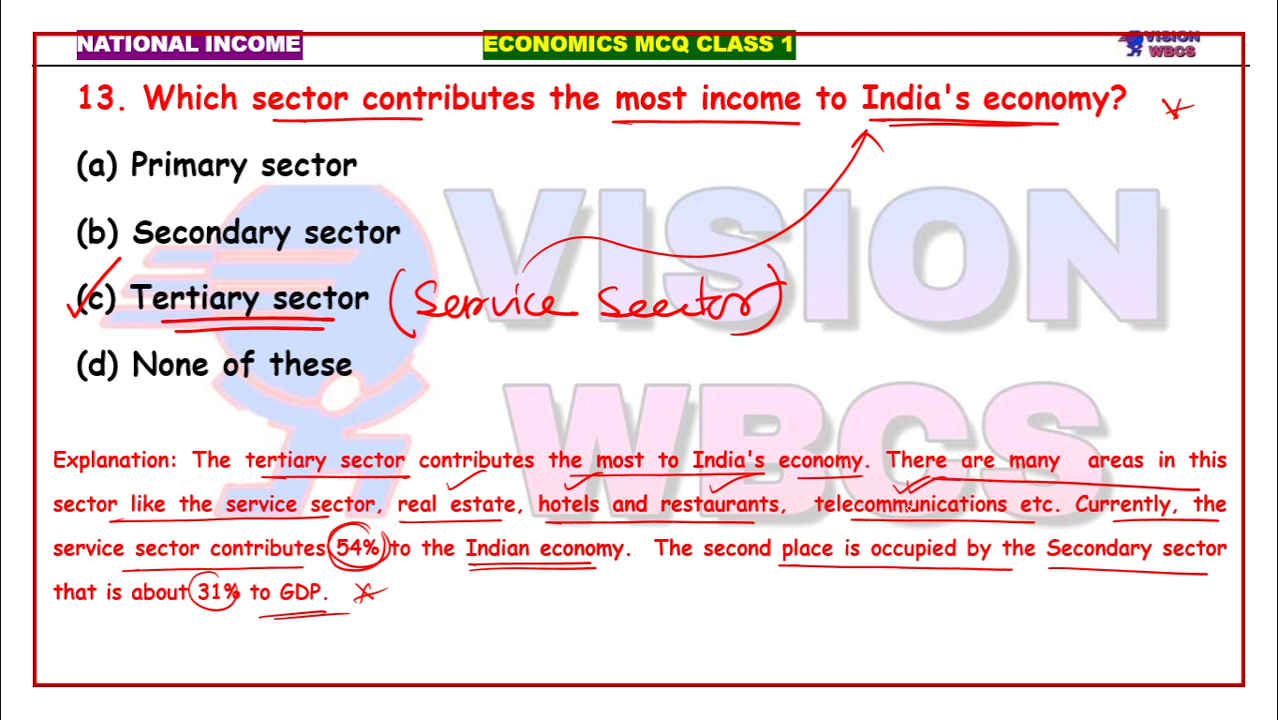 NATIONAL INCOME
ECONOMICS MCQ CLASS 1
VISION
WBCS
13. Which sector contributes the most income to India's economy?
(a) Primary sector
(b) Secondary sector
(c) Tertiary sector (Service Seector)
(d) None of these
VISION
WBCS
Explanation: The tertiary sector contributes the most to India's economy. There are many areas in this
sector like the service sector, real estate, hotels and restaurants, telecommunications etc. Currently, the
service sector contributes 54% to the Indian economy. The second place is occupied by the Secondary sector
that is about 31% to GDP.